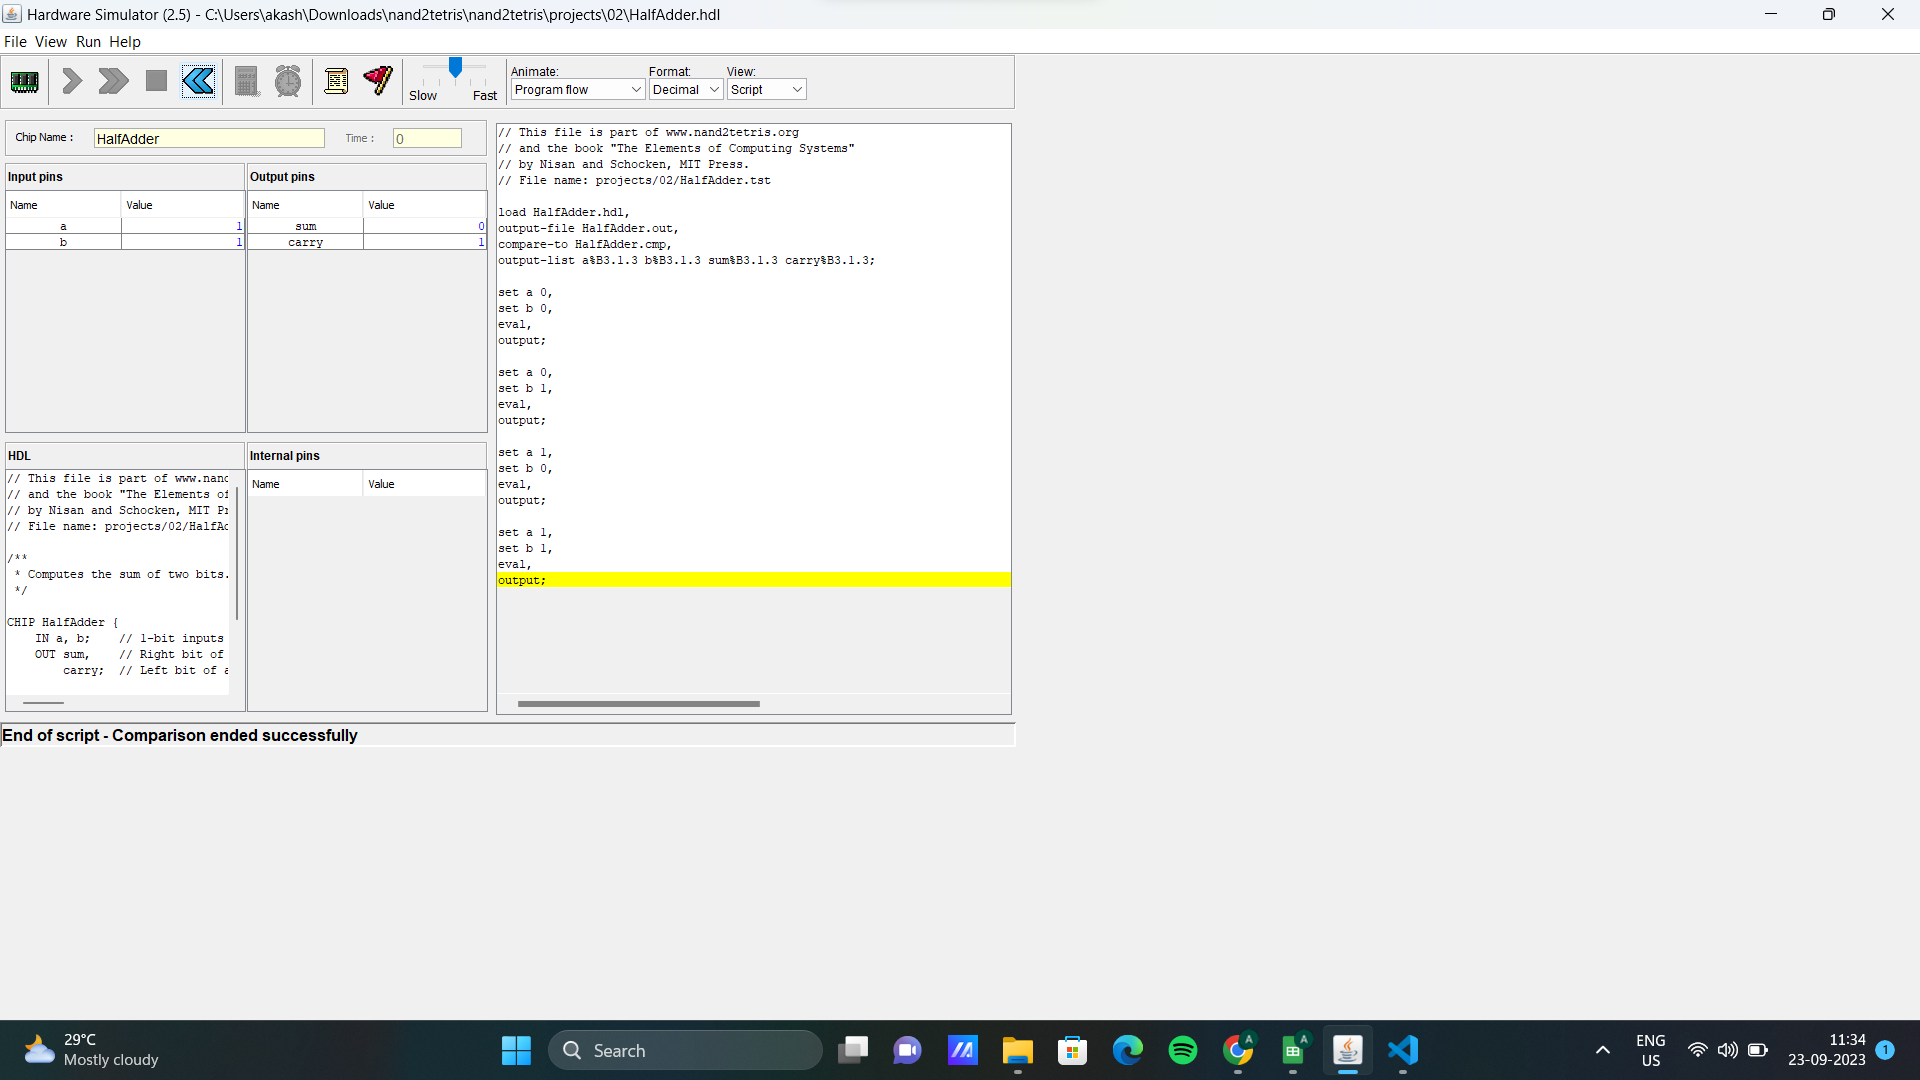 Hardware Simulator (2.5) - C:\Users\akash\Downloads\nand2tetris\nand2tetris\projects\02\HalfAdder.hdl
File View Run Help
Slow Fast
Animate: Format: View:
Program flow Decimal Script
Chip Name : HalfAdder Time : 0
Input pins
Name Value
a 1
b 1
Output pins
Name Value
sum 0
carry 1
HDL
// This file is part of www.nand
// and the book "The Elements of
// by Nisan and Schocken, MIT Pr
// File name: projects/02/HalfAd
/**
* Computes the sum of two bits.
*/
CHIP HalfAdder {
IN a, b; // 1-bit inputs
OUT sum, // Right bit of
carry; // Left bit of a
Internal pins
Name Value
// This file is part of www.nand2tetris.org
// and the book "The Elements of Computing Systems"
// by Nisan and Schocken, MIT Press.
// File name: projects/02/HalfAdder.tst
load HalfAdder.hdl,
output-file HalfAdder.out,
compare-to HalfAdder.cmp,
output-list a%B3.1.3 b%B3.1.3 sum%B3.1.3 carry%B3.1.3;
set a 0,
set b 0,
eval,
output;
set a 0,
set b 1,
eval,
output;
set a 1,
set b 0,
eval,
output;
set a 1,
set b 1,
eval,
output;
End of script - Comparison ended successfully
29°C
Mostly cloudy
Search
A
A
ENG
US
11:34
23-09-2023
1